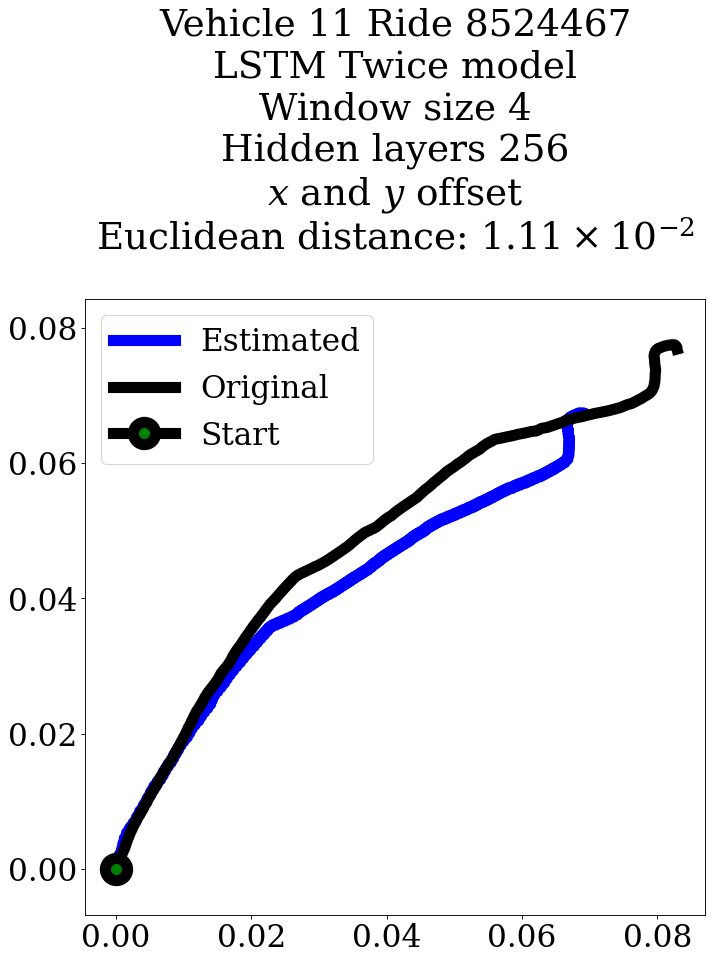 Vehicle 11 Ride 8524467
LSTM Twice model
Window size 4
Hidden layers 256
x and y offset
Euclidean distance: 1.11 × 10⁻²
Estimated
Original
Start
0.08
0.06
0.04
0.02
0.00
0.00 0.02 0.04 0.06 0.08